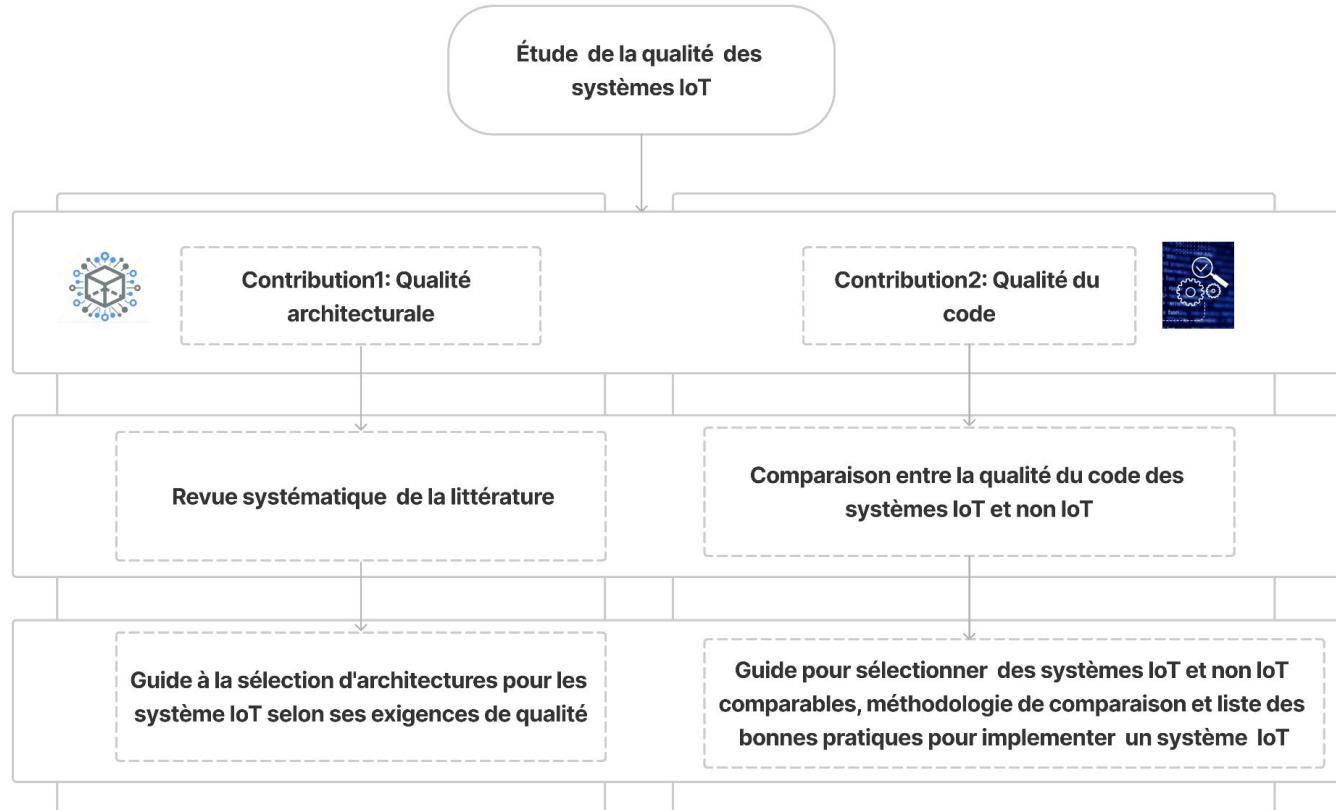 Étude de la qualité des
systèmes IoT
Contribution1: Qualité
architecturale
Contribution2: Qualité du
code
Revue systématique de la littérature
Comparaison entre la qualité du code des
systèmes IoT et non IoT
Guide à la sélection d'architectures pour les
système IoT selon ses exigences de qualité
Guide pour sélectionner des systèmes IoT et non IoT
comparables, méthodologie de comparaison et liste des
bonnes pratiques pour implementer un système IoT